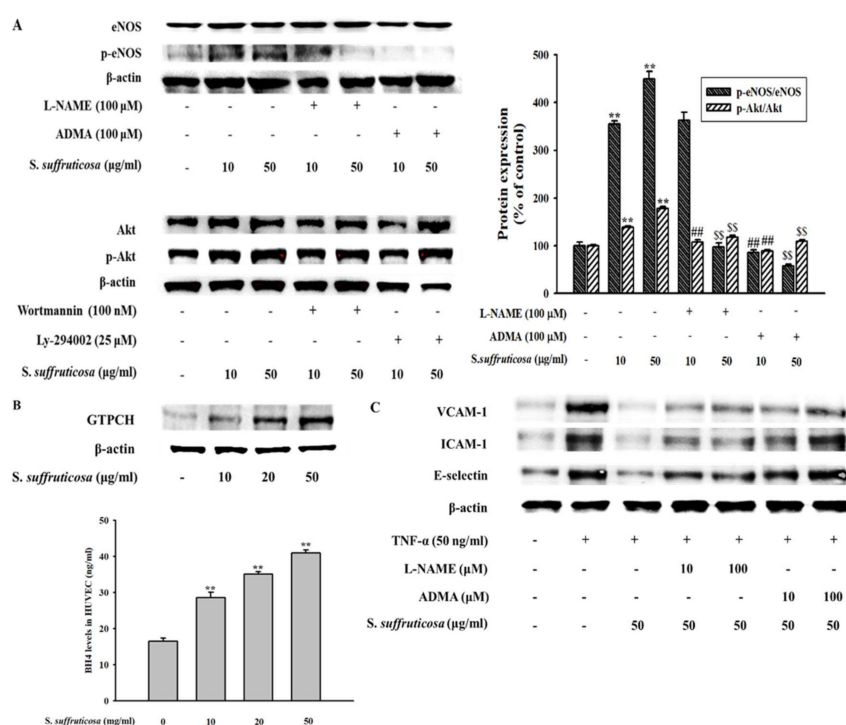 A
eNOS
p-eNOS
β-actin
L-NAME (100 μM) + +
ADMA (100 μM) + +
S. suffruticosa (μg/ml) - 10 50 10 50 10 50
Akt
p-Akt
β-actin
Wortmannin (100 nM) + +
Ly-294002 (25 μM) + +
S. suffruticosa (μg/ml) - 10 50 10 50 10 50
Protein expression
(% of control)
500
400
300
200
100
0
p-eNOS/eNOS
p-Akt/Akt
** ** ** ** ## $$ $$ ## ## $$ $$
L-NAME (100 μM) - + +
ADMA (100 μM) - + +
S.suffruticosa (μg/ml) - 10 50 10 50 10 50
B
GTPCH
β-actin
S. suffruticosa (μg/ml) - 10 20 50
BH4 levels in HUVEC (ng/ml)
50
40
30
20
10
0
** ** **
S. suffruticosa (mg/ml) 0 10 20 50
C
VCAM-1
ICAM-1
E-selectin
β-actin
TNF-α (50 ng/ml) - + + + + + +
L-NAME (μM) - - - 10 100 - -
ADMA (μM) - - - - - 10 100
S. suffruticosa (μg/ml) - - 50 50 50 50 50